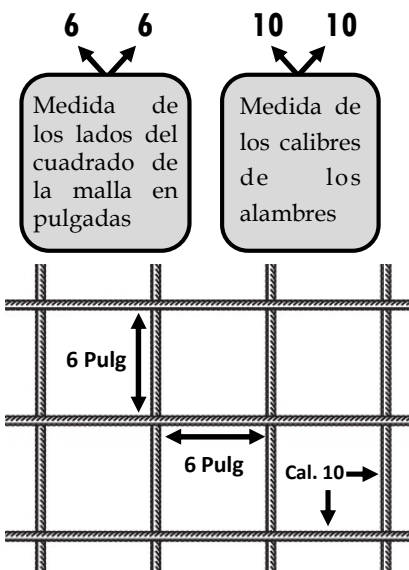 6 6 10 10
Medida de
los lados del
cuadrado de
la malla en
pulgadas
Medida de
los calibres
de los
alambres
6 Pulg
6 Pulg
Cal. 10